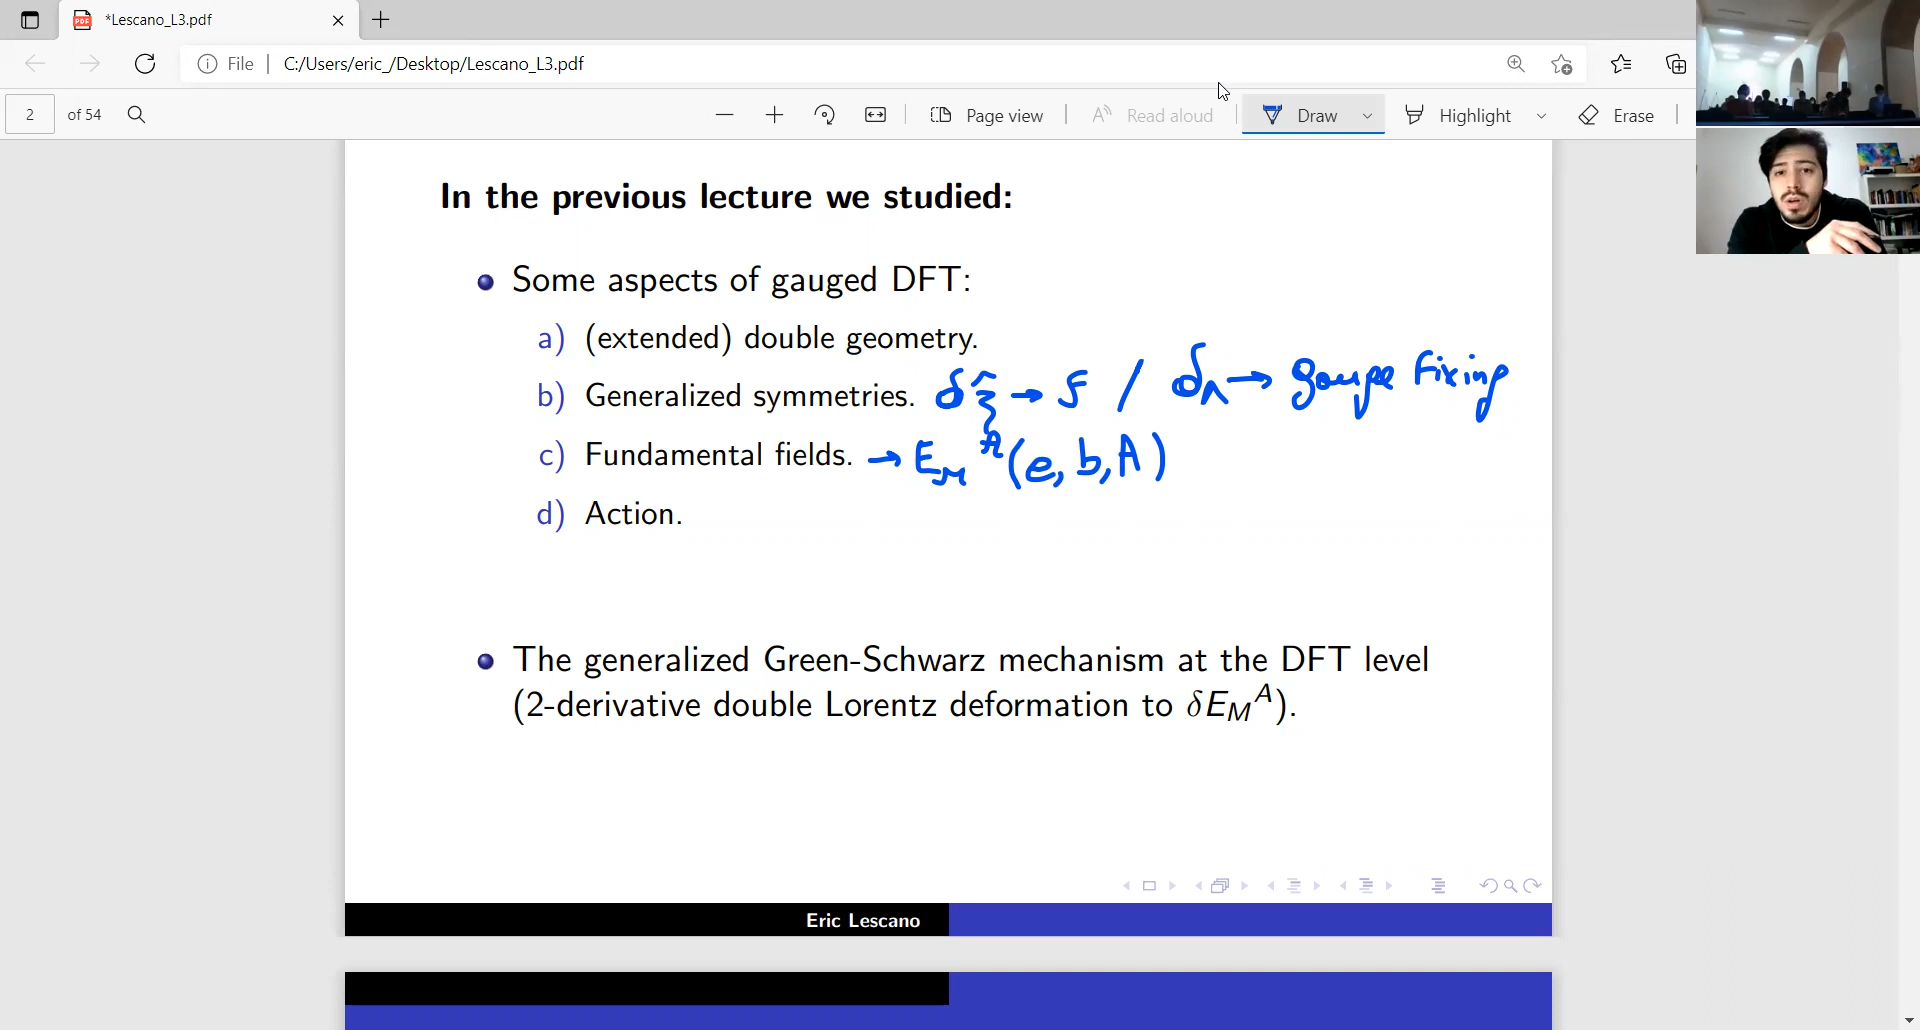 *Lescano_L3.pdf
File | C:/Users/eric_/Desktop/Lescano_L3.pdf
2 of 54 Page view Read aloud Draw Highlight Erase
In the previous lecture we studied:
Some aspects of gauged DFT:
a) (extended) double geometry.
b) Generalized symmetries. δ_ξ̂ → f / δ_Λ → gauge fixing
c) Fundamental fields. → E_M^A (e, b, A)
d) Action.
The generalized Green-Schwarz mechanism at the DFT level
(2-derivative double Lorentz deformation to δE_M^A).
Eric Lescano